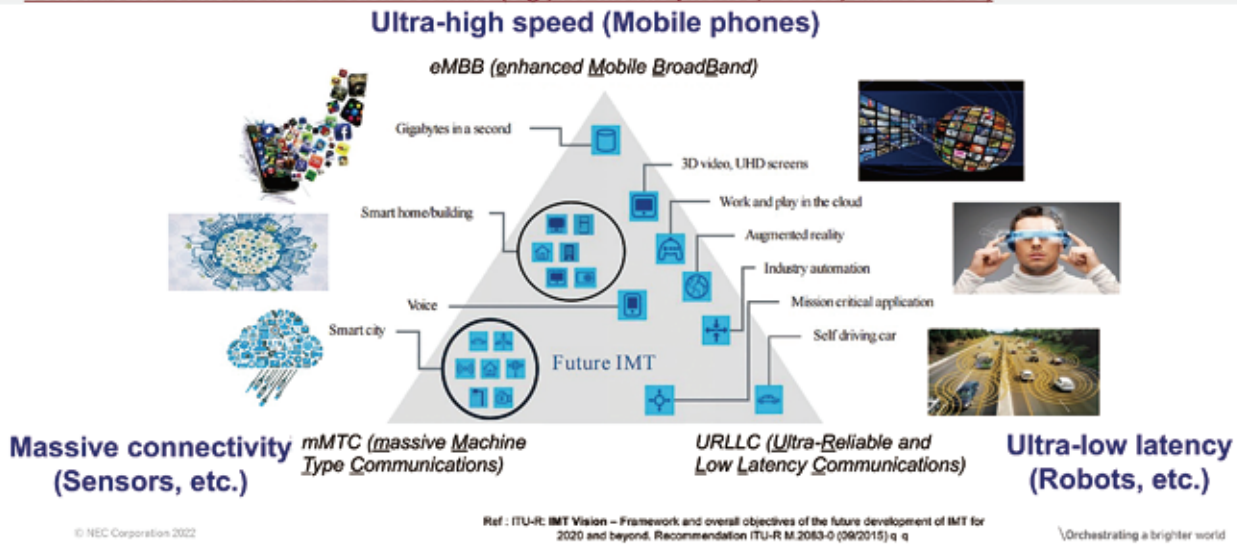 Ultra-high speed (Mobile phones)
eMBB (enhanced Mobile BroadBand)
Gigabytes in a second
3D video, UHD screens
Smart home/building
Work and play in the cloud
Augmented reality
Industry automation
Voice
Mission critical application
Smart city
Self driving car
Future IMT
Massive connectivity
(Sensors, etc.)
mMTC (massive Machine
Type Communications)
URLLC (Ultra-Reliable and
Low Latency Communications)
Ultra-low latency
(Robots, etc.)
© NEC Corporation 2022
Ref : ITU-R: IMT Vision – Framework and overall objectives of the future development of IMT for
2020 and beyond. Recommendation ITU-R M.2083-0 (09/2015) q q
\Orchestrating a brighter world